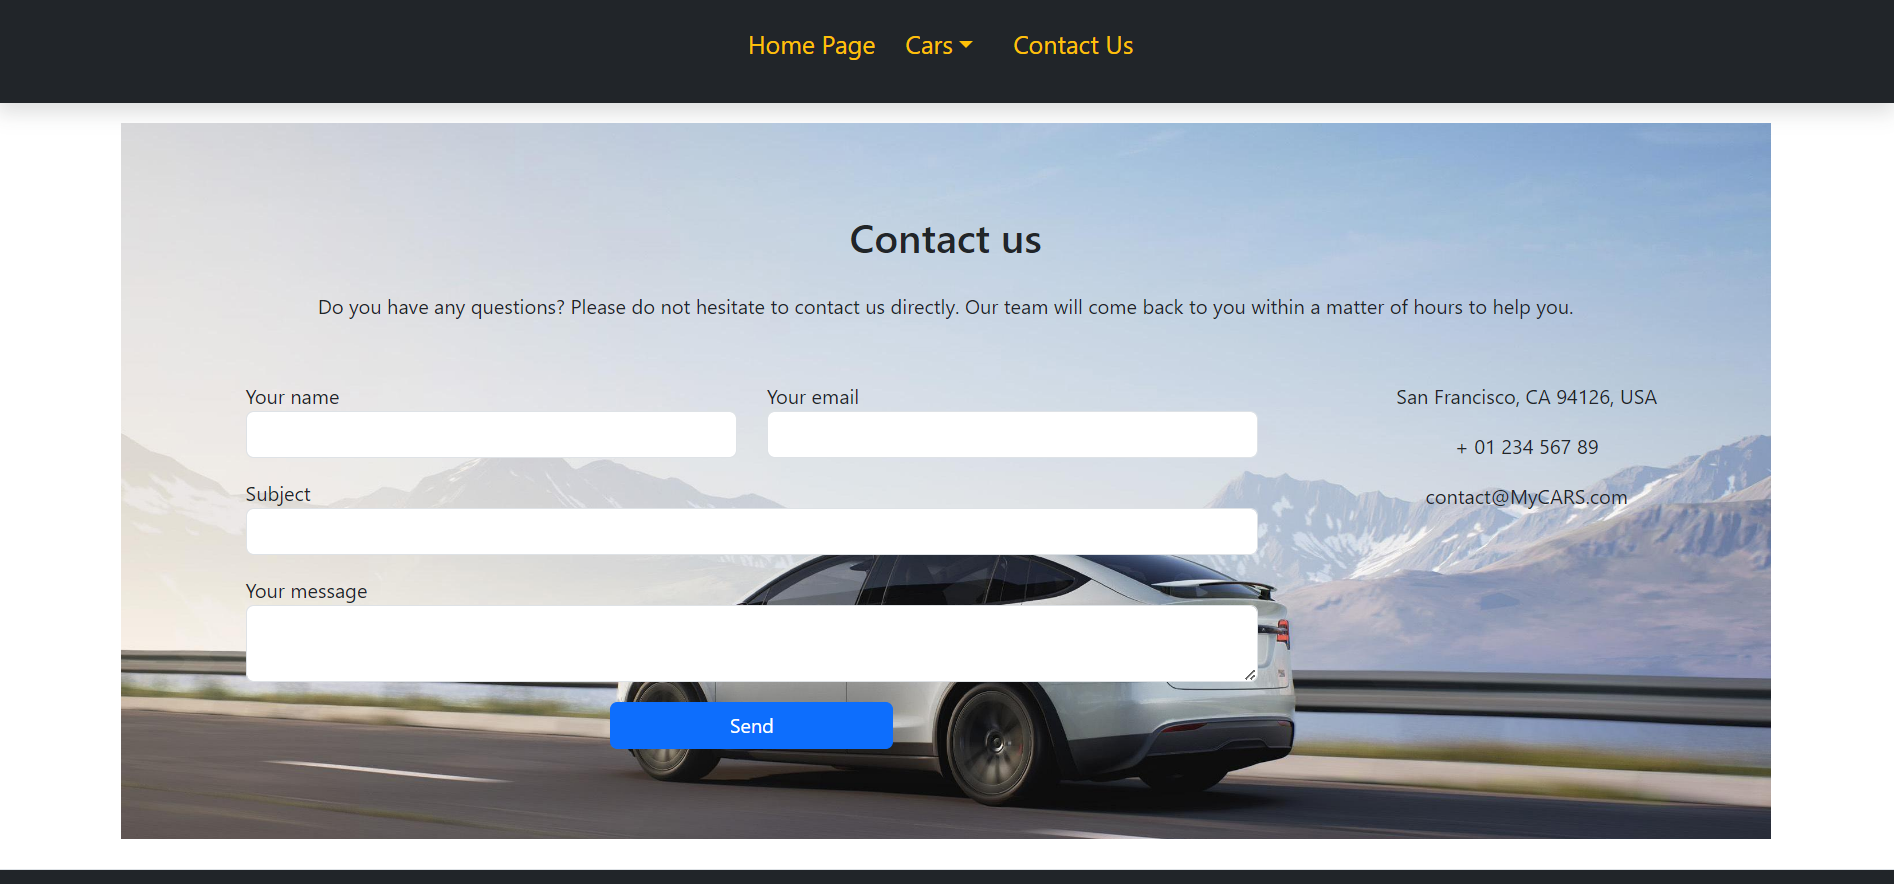 Home Page Cars Contact Us
Contact us
Do you have any questions? Please do not hesitate to contact us directly. Our team will come back to you within a matter of hours to help you.
Your name
Your email
Subject
Your message
Send
San Francisco, CA 94126, USA
+ 01 234 567 89
contact@MyCARS.com